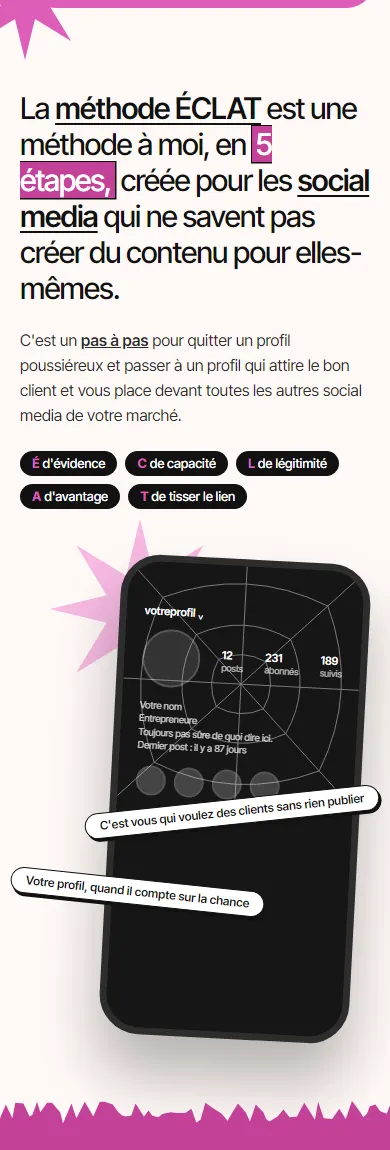 La méthode ÉCLAT est une
méthode à moi, en 5
étapes, créée pour les social
media qui ne savent pas
créer du contenu pour elles-
mêmes.
C'est un pas à pas pour quitter un profil
poussiéreux et passer à un profil qui attire le bon
client et vous place devant toutes les autres social
media de votre marché.
É d'évidence C de capacité L de légitimité
A d'avantage T de tisser le lien
votreprofil v
12 231 189
posts abonnés suivis
Votre nom
Entrepreneure
Toujours pas sûre de quoi dire ici.
Dernier post : il y a 87 jours
C'est vous qui voulez des clients sans rien publier
Votre profil, quand il compte sur la chance